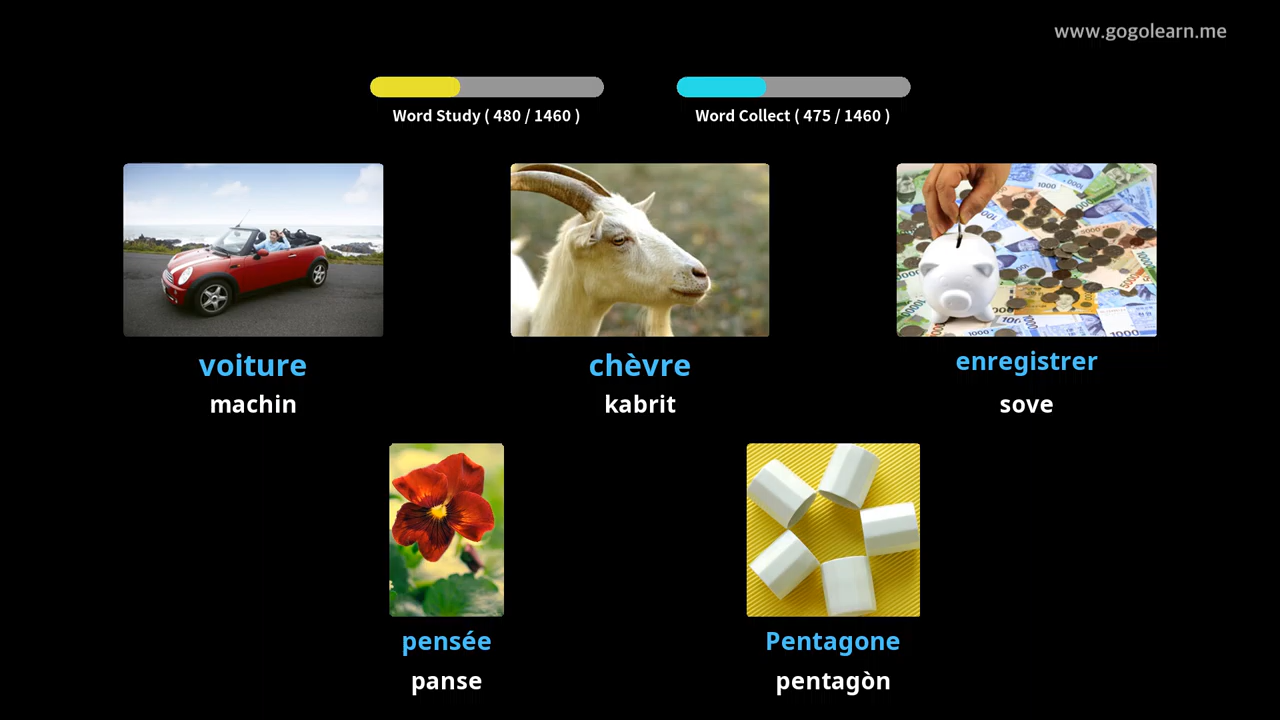 www.gogolearn.me
Word Study ( 480 / 1460 )
Word Collect ( 475 / 1460 )
voiture
machin
chèvre
kabrit
enregistrer
sove
pensée
panse
Pentagone
pentagòn